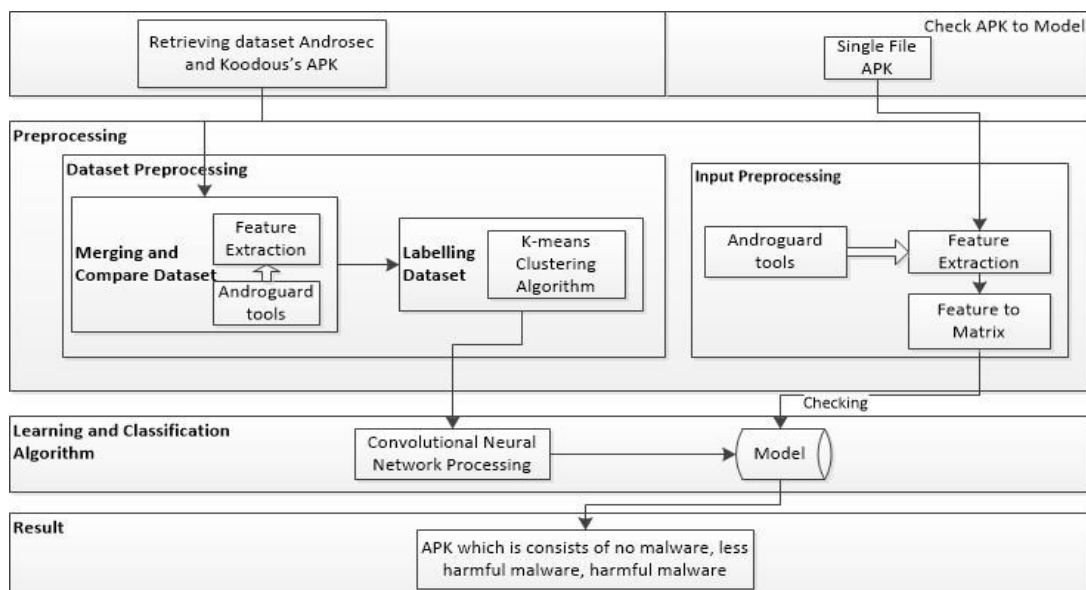 Retrieving dataset Androsec
and Koodous's APK
Check APK to Model
Single File
APK
Preprocessing
Dataset Preprocessing
Merging and
Compare Dataset
Feature
Extraction
Androguard
tools
Labelling
Dataset
K-means
Clustering
Algorithm
Input Preprocessing
Androguard
tools
Feature
Extraction
Feature to
Matrix
Checking
Learning and Classification
Algorithm
Convolutional Neural
Network Processing
Model
Result
APK which is consists of no malware, less
harmful malware, harmful malware